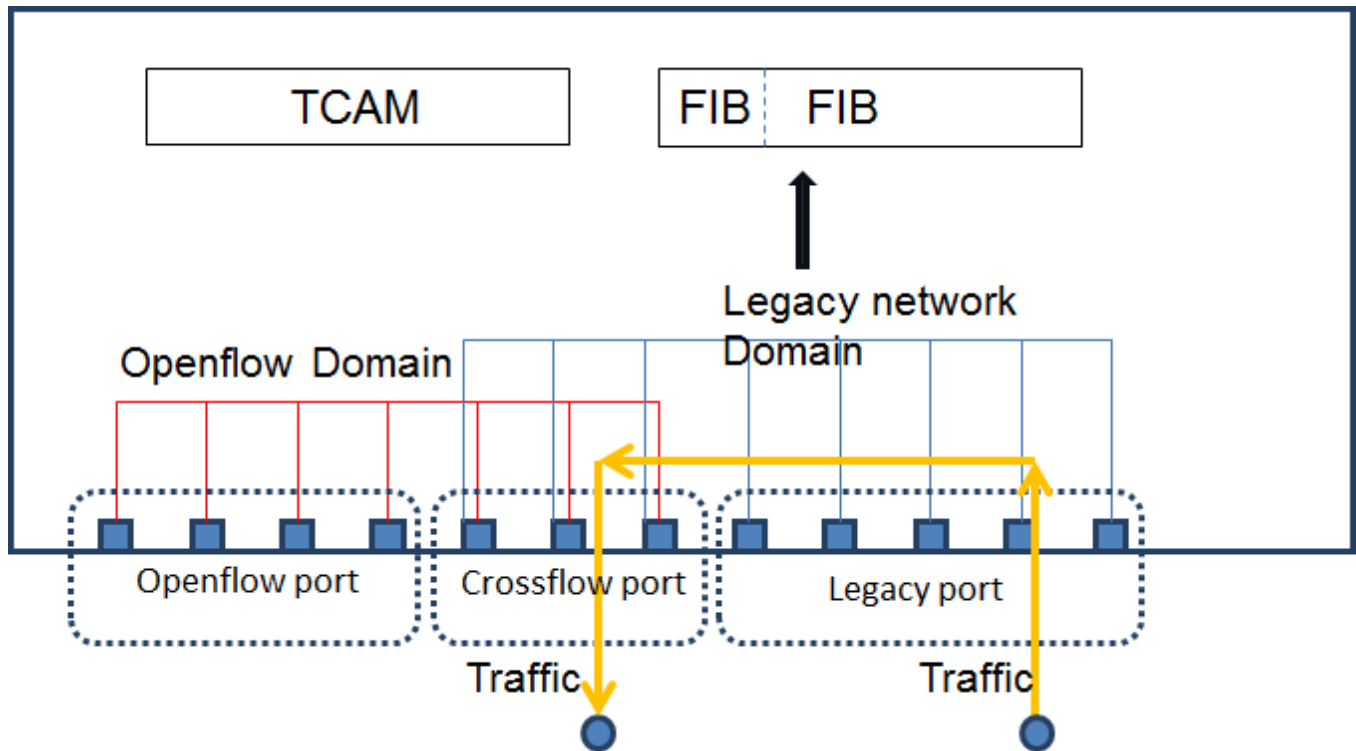 TCAM
FIB
FIB
Legacy network
Domain
Openflow Domain
Openflow port
Crossflow port
Legacy port
Traffic
Traffic